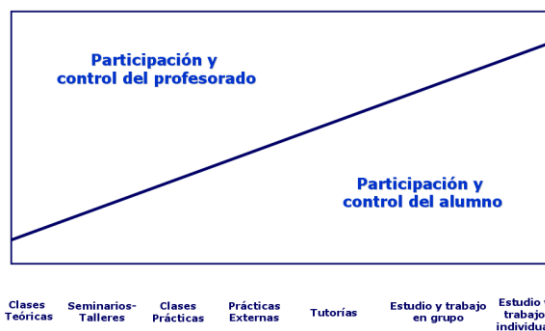 Participación y
control del profesorado
Participación y
control del alumno
Clases
Teóricas
Seminarios-
Talleres
Clases
Prácticas
Prácticas
Externas
Tutorías
Estudio y trabajo
en grupo
Estudio
trabajo